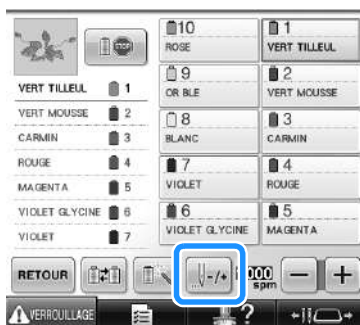 10
ROSE
1
VERT TILLEUL
9
OR BLE
2
VERT MOUSSE
8
BLANC
3
CARMIN
7
VIOLET
4
ROUGE
6
VIOLET GLYCINE
5
MAGENTA
VERT TILLEUL 1
VERT MOUSSE 2
CARMIN 3
ROUGE 4
MAGENTA 5
VIOLET GLYCINE 6
VIOLET 7
RETOUR
-/+
spm
- +
VERROUILLAGE
?